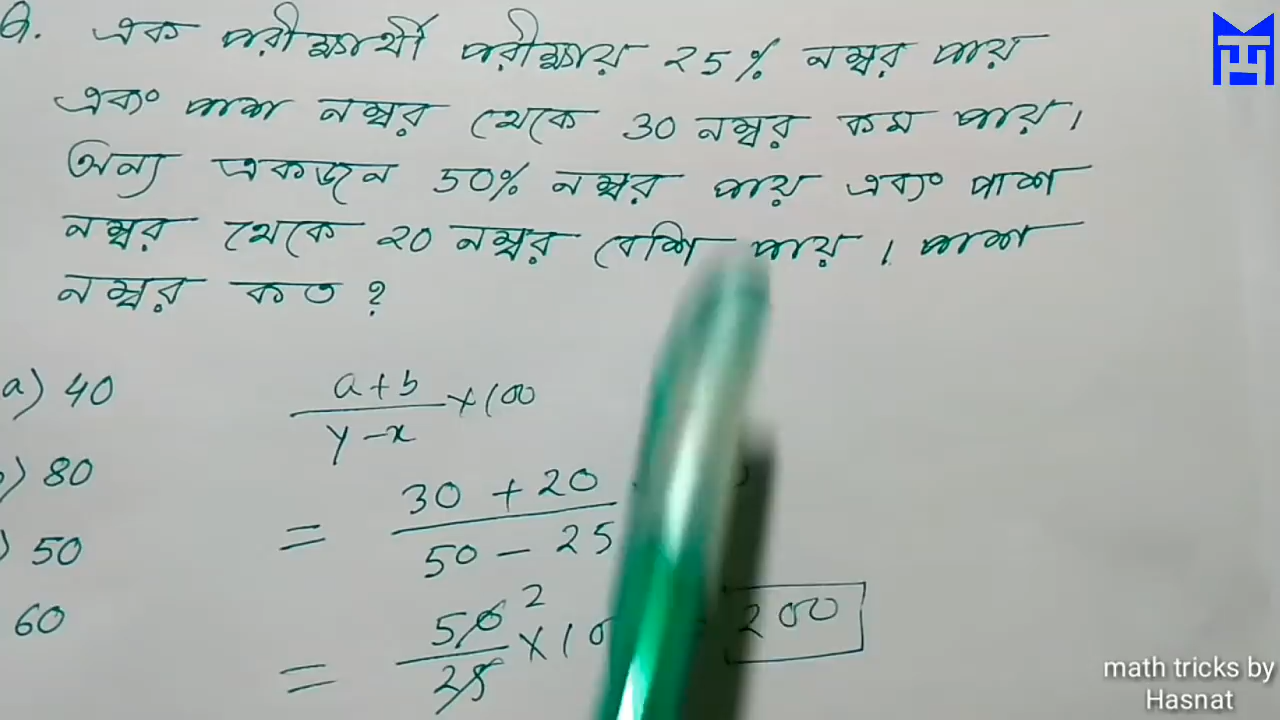 Q. এক পরীক্ষার্থী পরীক্ষায় ২5% নম্বর পায়
এবং পাশ নম্বর থেকে 30 নম্বর কম পায়।
অন্য একজন 50% নম্বর পায় এবং পাশ
নম্বর থেকে ২0 নম্বর বেশি পায়। পাশ
নম্বর কত?
a) 40
) 80
) 50
60
a+b
y-x
×100
= 30 + 20
50 - 25
= 50 2
25
×10
200
math tricks by
Hasnat